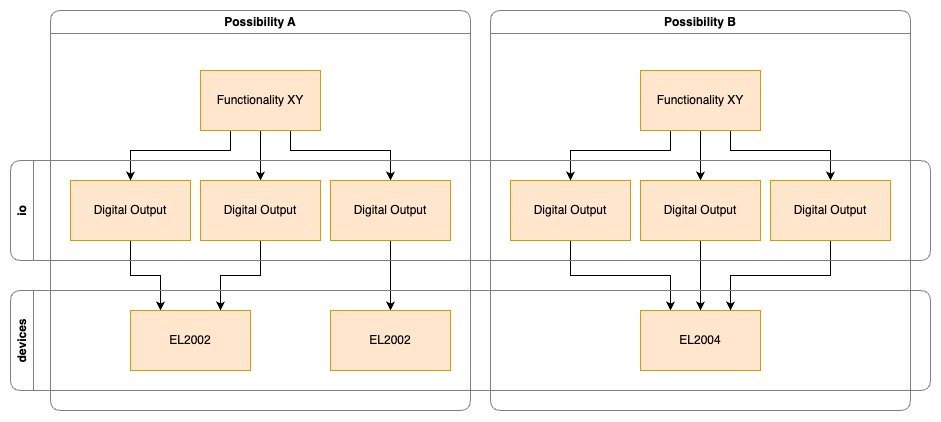 Possibility A
Possibility B
Functionality XY
Functionality XY
io
Digital Output
Digital Output
Digital Output
Digital Output
Digital Output
Digital Output
devices
EL2002
EL2002
EL2004